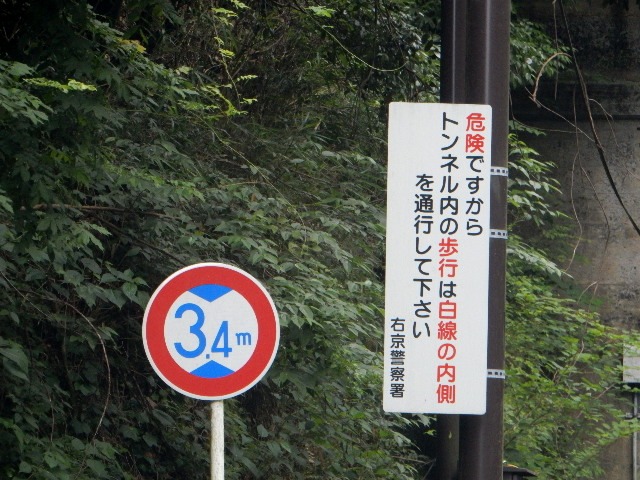 危険ですから
トンネル内の歩行は白線の内側
を通行して下さい
右京警察署
3.4m